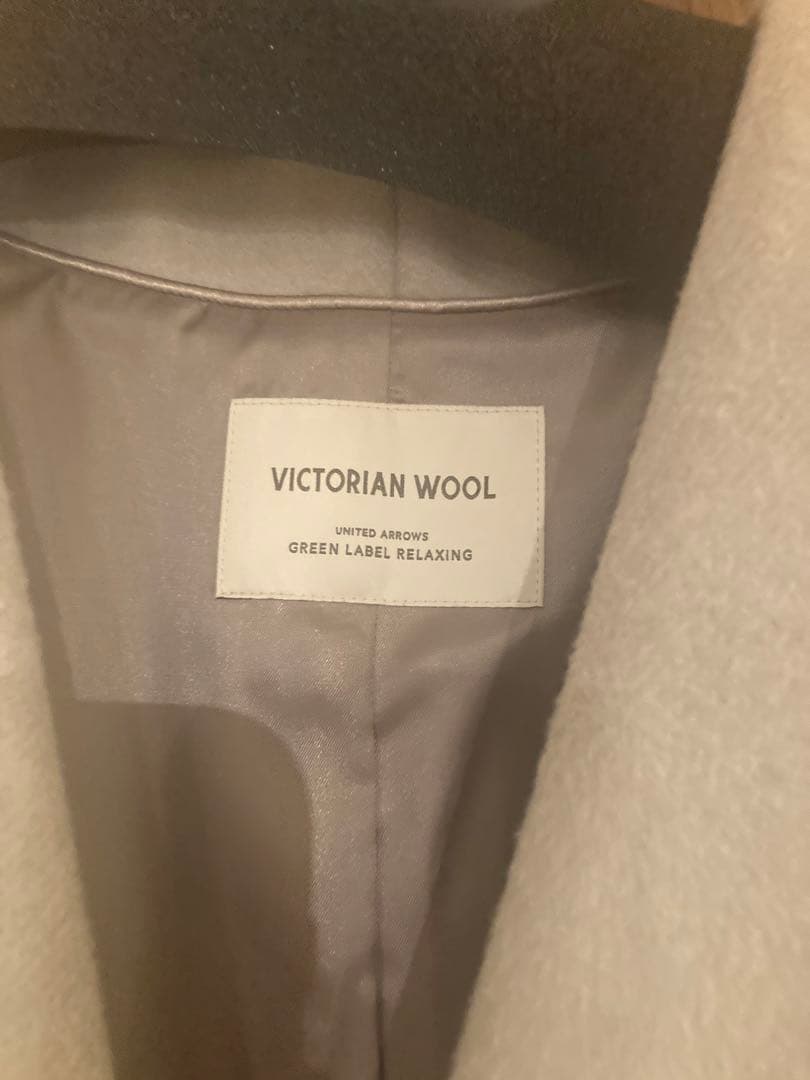 VICTORIAN WOOL
UNITED ARROWS
GREEN LABEL RELAXING